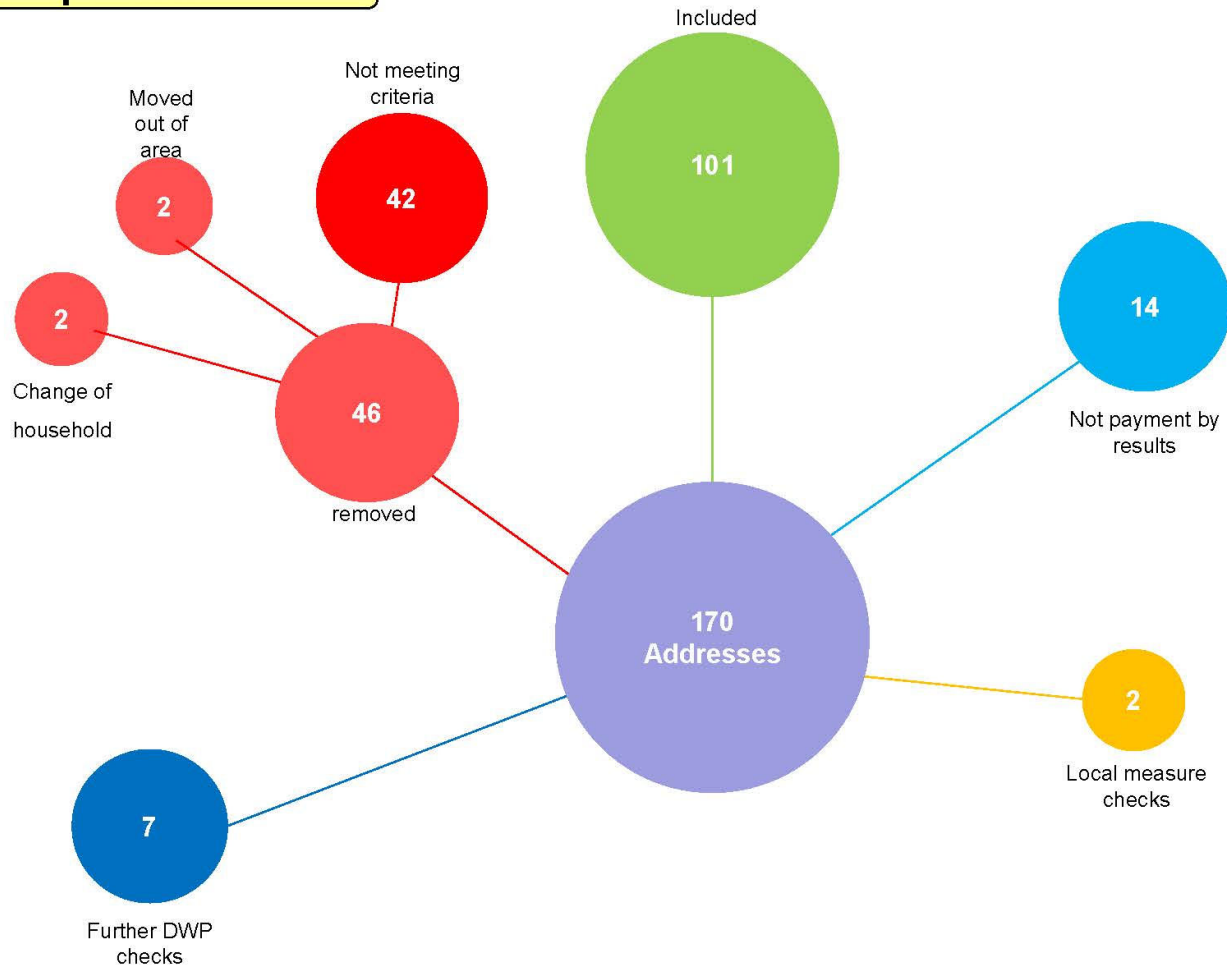 Included
101
Not meeting
criteria
42
Moved
out of
area
2
2
Change of
household
46
removed
14
Not payment by
results
170
Addresses
2
Local measure
checks
7
Further DWP
checks